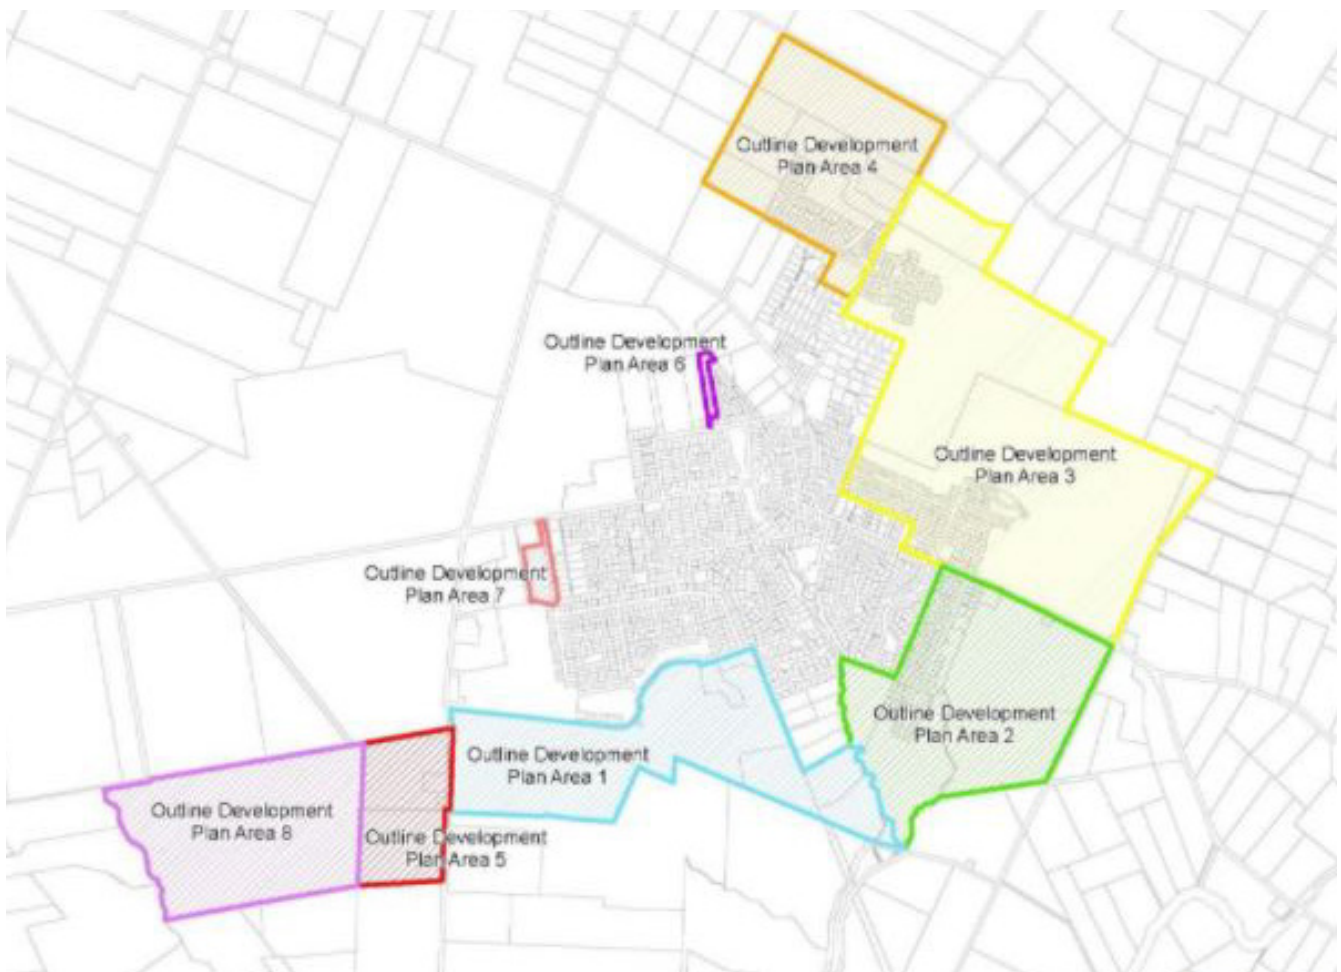 Outline Development
Plan Area 4
Outline Development
Plan Area 6
Outline Development
Plan Area 3
Outline Development
Plan Area 7
Outline Development
Plan Area 2
Outline Development
Plan Area 1
Outline Development
Plan Area 8
Outline Development
Plan Area 5